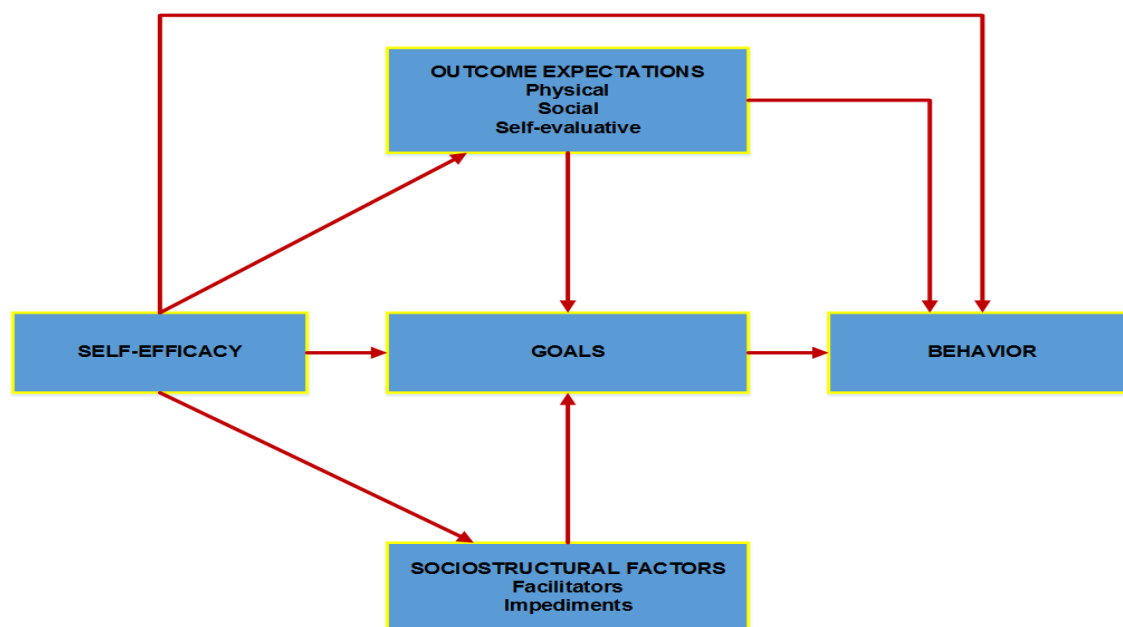 OUTCOME EXPECTATIONS
Physical
Social
Self-evaluative
SELF-EFFICACY
GOALS
BEHAVIOR
SOCIOSTRUCTURAL FACTORS
Facilitators
Impediments